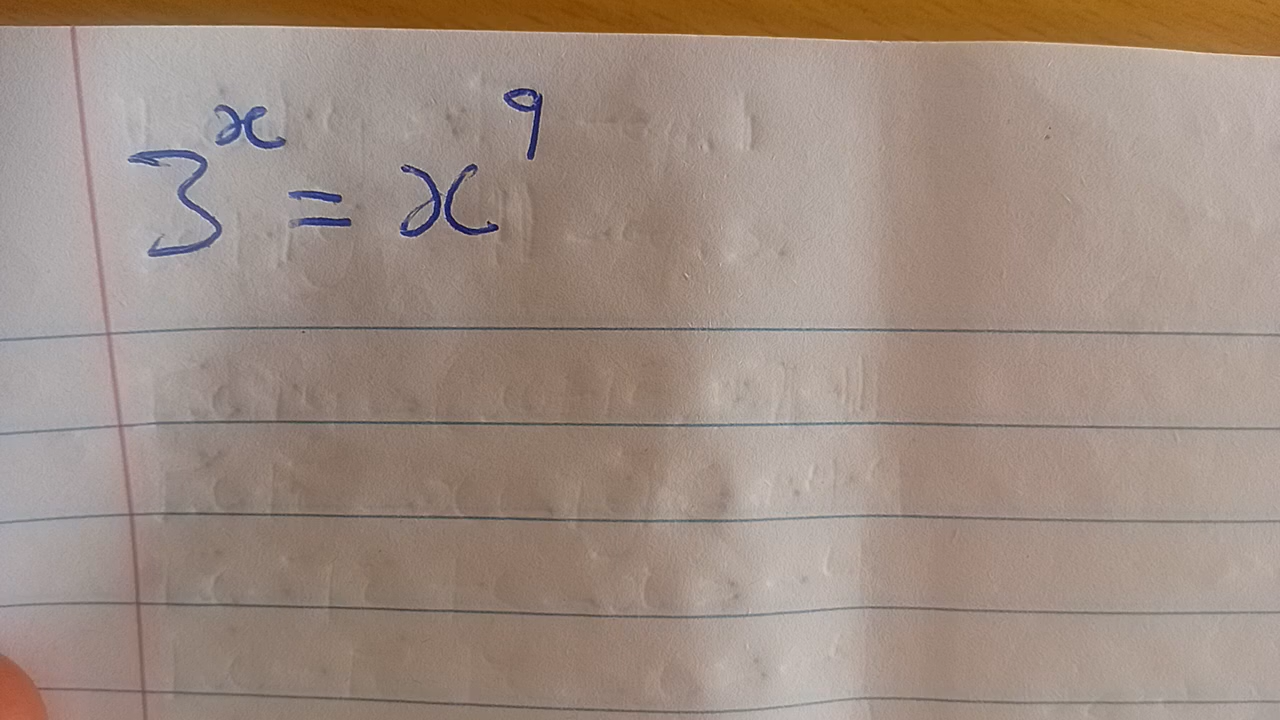 3^x = x^9